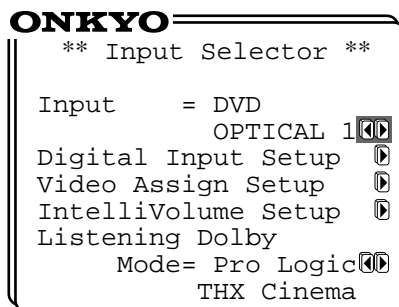 ONKYO
** Input Selector **
Input = DVD
OPTICAL 1
Digital Input Setup
Video Assign Setup
IntelliVolume Setup
Listening Dolby
Mode= Pro Logic
THX Cinema